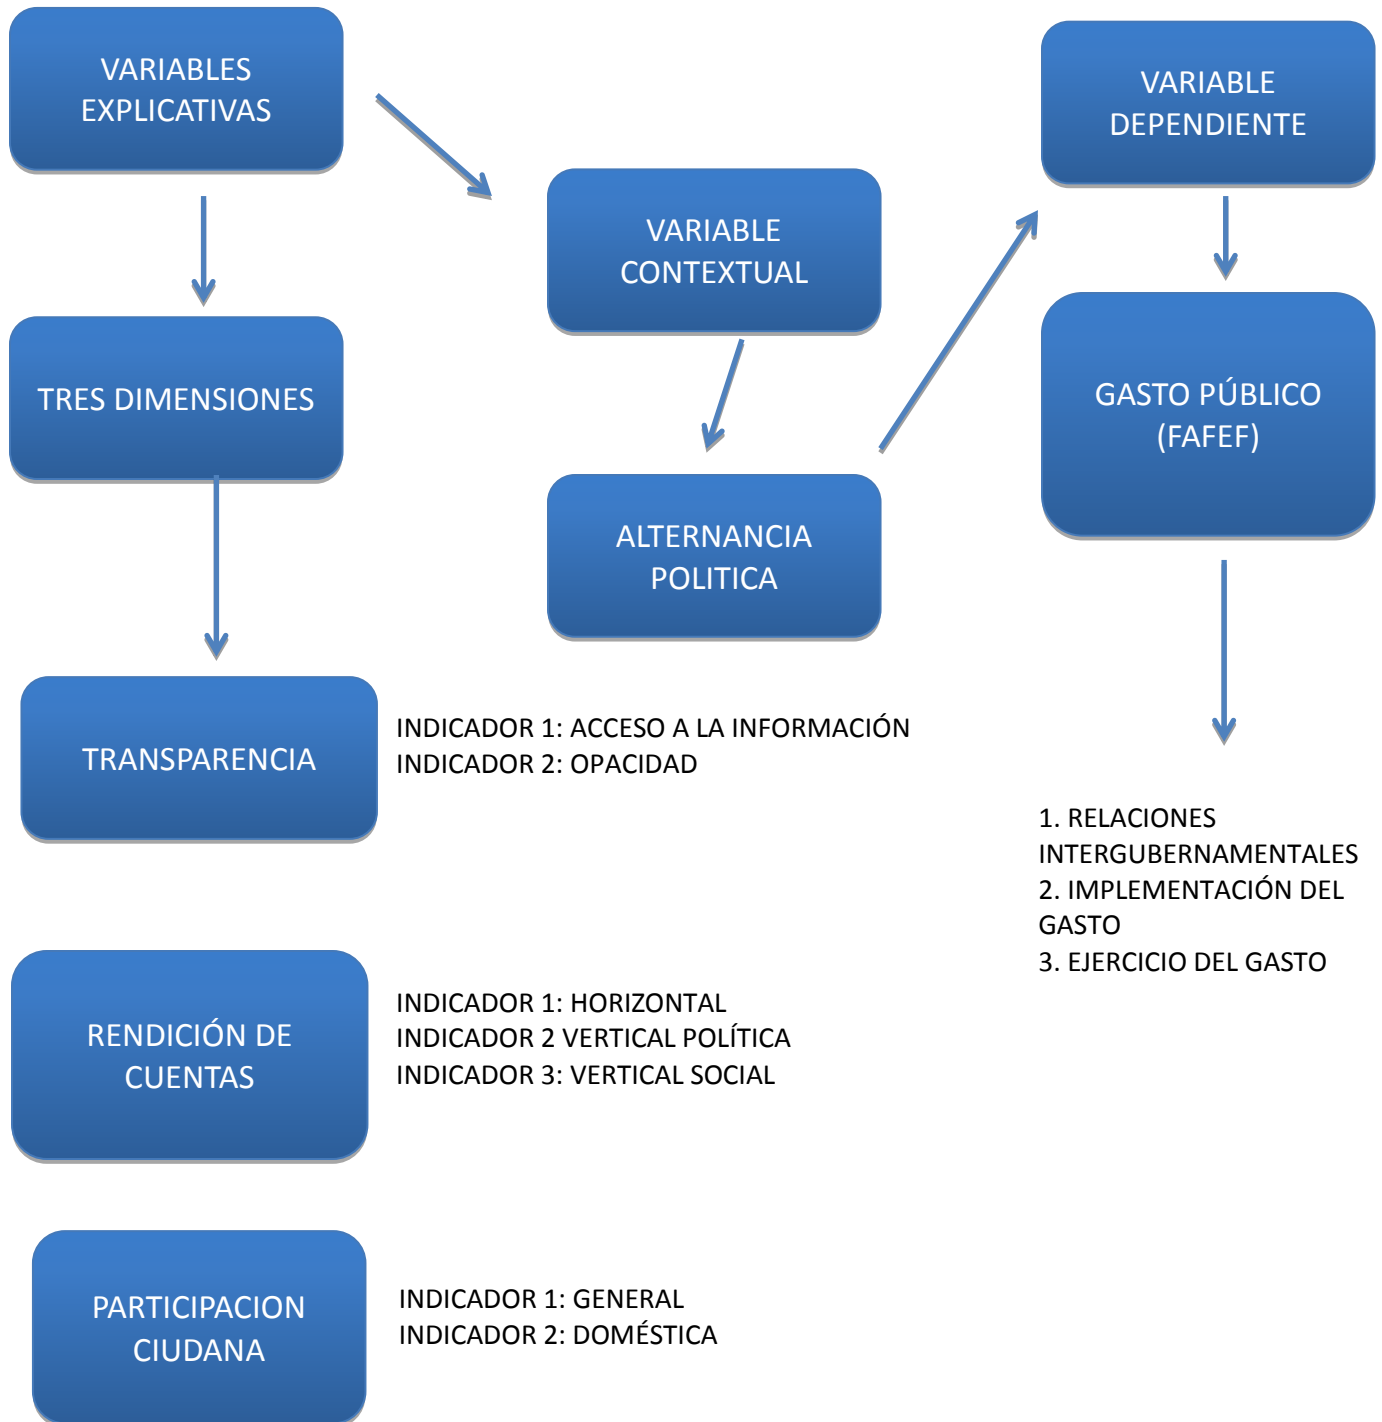 VARIABLES
EXPLICATIVAS
VARIABLE
DEPENDIENTE
VARIABLE
CONTEXTUAL
TRES DIMENSIONES
GASTO PÚBLICO
(FAFEF)
ALTERNANCIA
POLITICA
TRANSPARENCIA
INDICADOR 1: ACCESO A LA INFORMACIÓN
INDICADOR 2: OPACIDAD
1. RELACIONES
INTERGUBERNAMENTALES
2. IMPLEMENTACIÓN DEL
GASTO
3. EJERCICIO DEL GASTO
RENDICIÓN DE
CUENTAS
INDICADOR 1: HORIZONTAL
INDICADOR 2 VERTICAL POLÍTICA
INDICADOR 3: VERTICAL SOCIAL
PARTICIPACION
CIUDANA
INDICADOR 1: GENERAL
INDICADOR 2: DOMÉSTICA